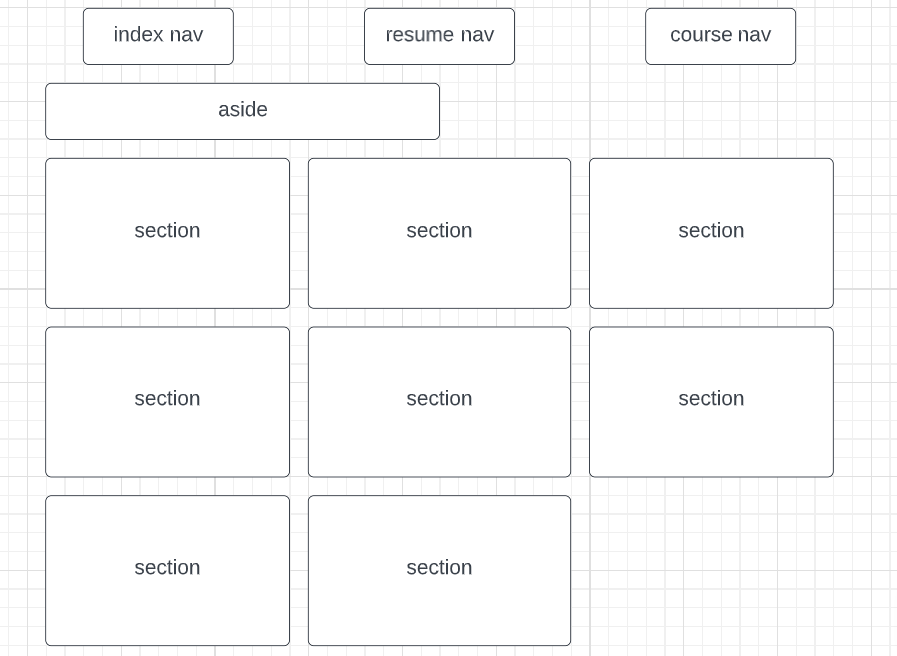 index nav
resume nav
course nav
aside
section
section
section
section
section
section
section
section